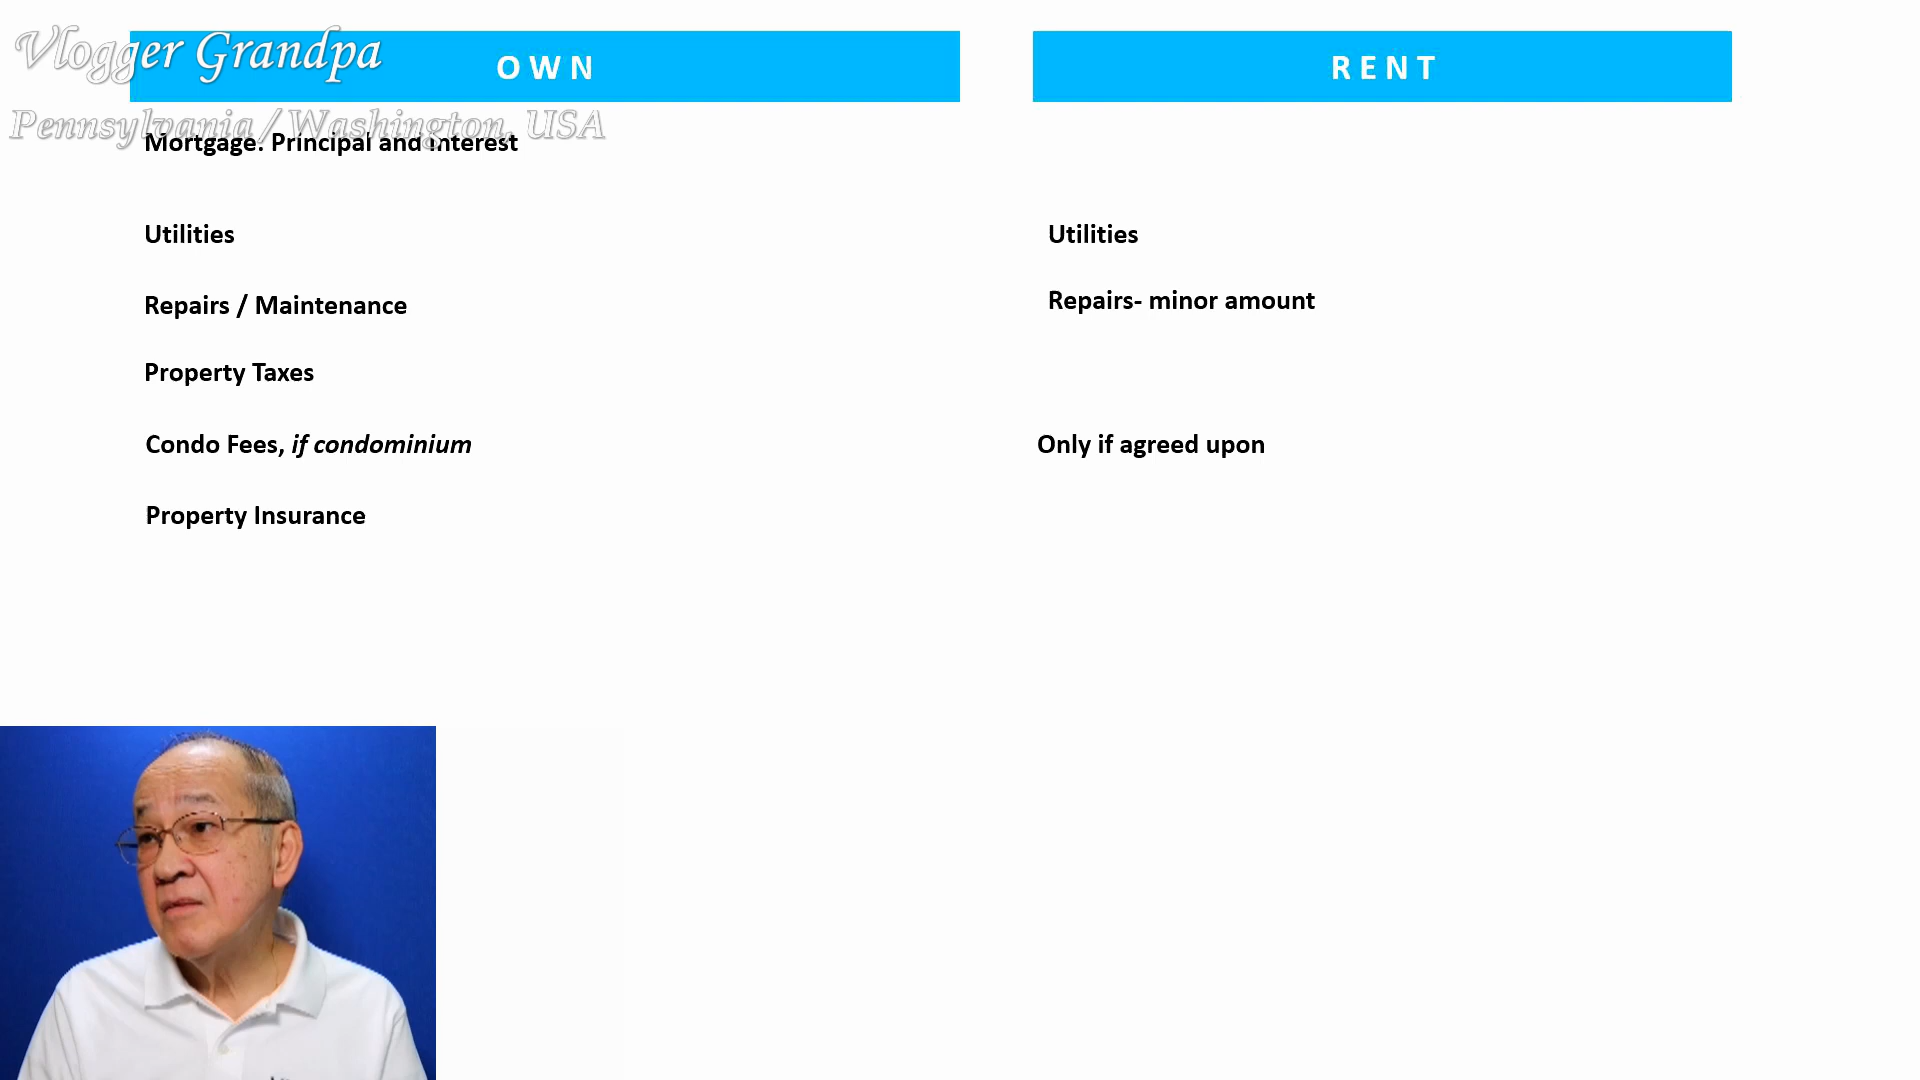 Vlogger Grandpa
Pennsylvania / Washington, USA
OWN
RENT
Mortgage: Principal and Interest
Utilities
Utilities
Repairs / Maintenance
Repairs- minor amount
Property Taxes
Condo Fees, if condominium
Only if agreed upon
Property Insurance